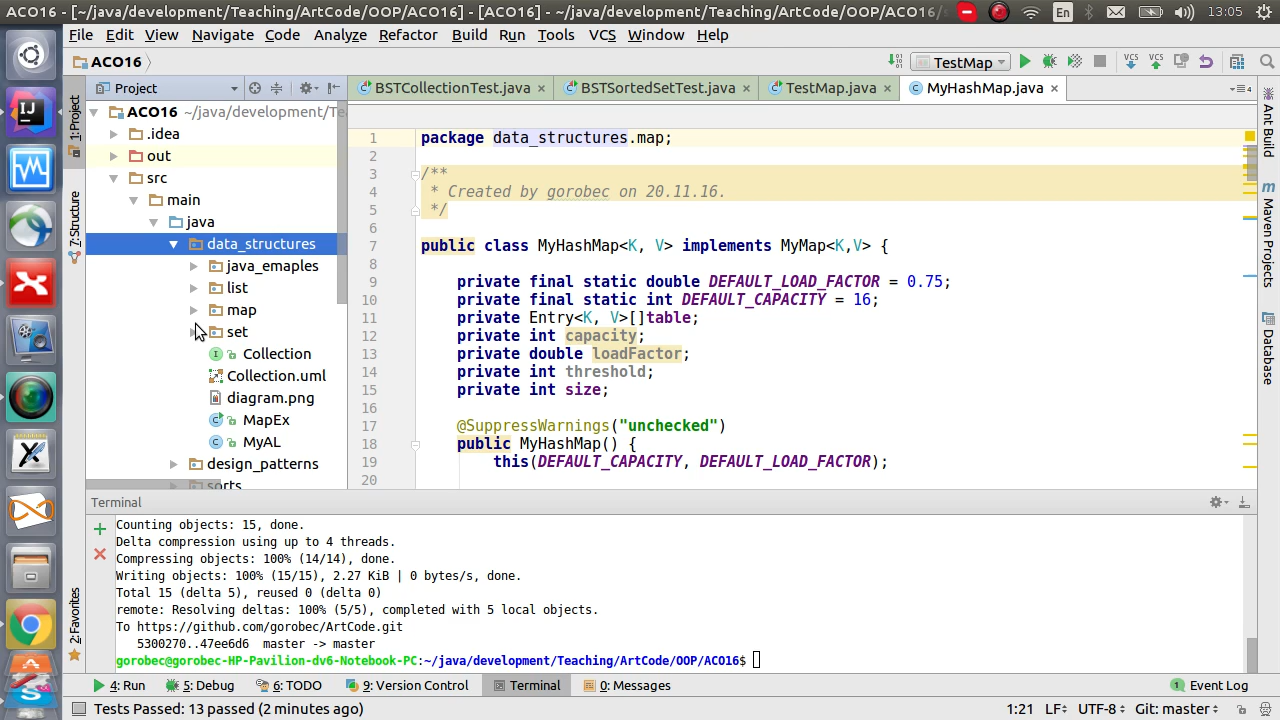 ACO16 - [~/java/development/Teaching/ArtCode/OOP/ACO16] - [ACO16] - ~/java/development/Teaching/ArtCode/OOP/ACO16/s
En
13:05
File Edit View Navigate Code Analyze Refactor Build Run Tools VCS Window Help
ACO16
TestMap
VCS VCS
Project
BSTCollectionTest.java
BSTSortedSetTest.java
TestMap.java
MyHashMap.java
1: Project
7: Structure
2: Favorites
ACO16 ~/java/development/Te
.idea
out
src
main
java
data_structures
java_emaples
list
map
set
Collection
Collection.uml
diagram.png
MapEx
MyAL
design_patterns
sorts
1 package data_structures.map;
2
3 /**
4 * Created by gorobec on 20.11.16.
5 */
6
7 public class MyHashMap<K, V> implements MyMap<K,V> {
8
9 private final static double DEFAULT_LOAD_FACTOR = 0.75;
10 private final static int DEFAULT_CAPACITY = 16;
11 private Entry<K, V>[]table;
12 private int capacity;
13 private double loadFactor;
14 private int threshold;
15 private int size;
16
17 @SuppressWarnings("unchecked")
18 public MyHashMap() {
19 this(DEFAULT_CAPACITY, DEFAULT_LOAD_FACTOR);
20
Ant Build
Maven Projects
Database
Terminal
Counting objects: 15, done.
Delta compression using up to 4 threads.
Compressing objects: 100% (14/14), done.
Writing objects: 100% (15/15), 2.27 KiB | 0 bytes/s, done.
Total 15 (delta 5), reused 0 (delta 0)
remote: Resolving deltas: 100% (5/5), completed with 5 local objects.
To https://github.com/gorobec/ArtCode.git
5300270..47ee6d6 master -> master
gorobec@gorobec-HP-Pavilion-dv6-Notebook-PC:~/java/development/Teaching/ArtCode/OOP/ACO16$
4: Run 5: Debug 6: TODO 9: Version Control Terminal 0: Messages Event Log
Tests Passed: 13 passed (2 minutes ago) 1:21 LF UTF-8 Git: master